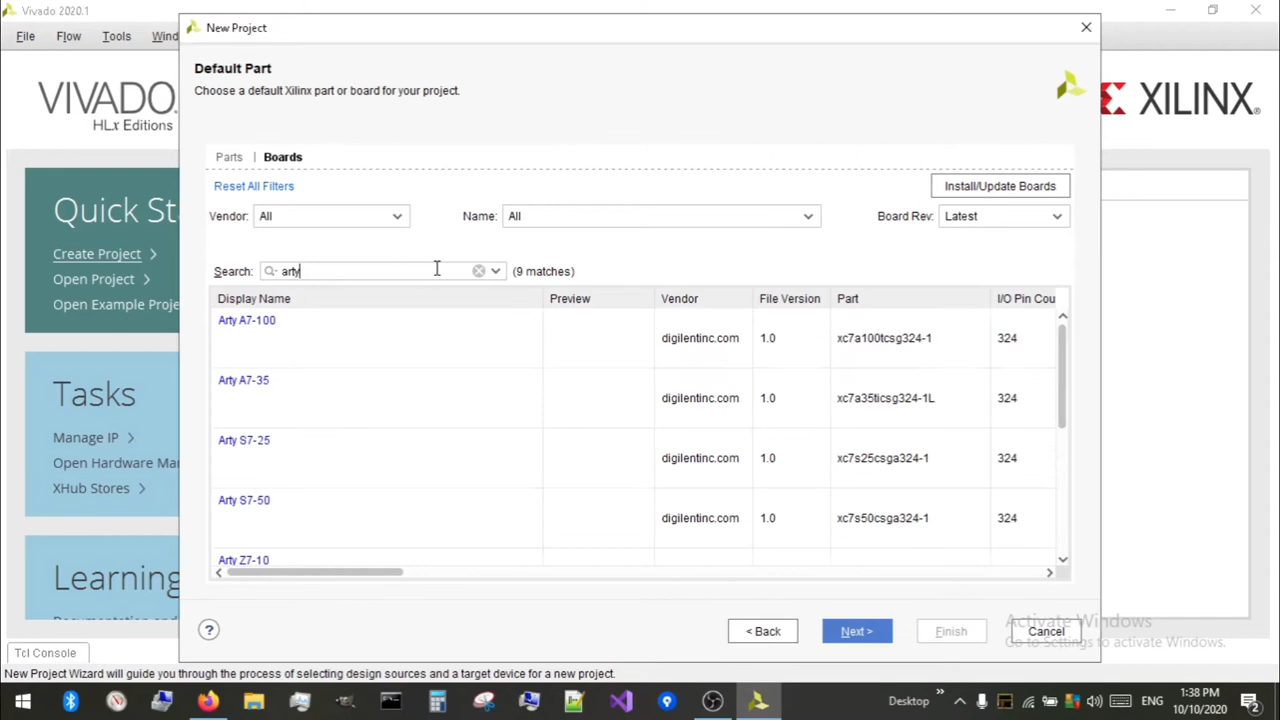 Vivado 2020.1
File Flow Tools Wind
VIVADO.
HLx Editions
XILINX
Quick St
Create Project >
Open Project >
Open Example Proje
Tasks
Manage IP >
Open Hardware Man
XHub Stores >
Learning
New Project
Default Part
Choose a default Xilinx part or board for your project.
Parts | Boards
Reset All Filters
Install/Update Boards
Vendor: All Name: All Board Rev: Latest
Search: arty (9 matches)
Display Name Preview Vendor File Version Part I/O Pin Cou
Arty A7-100 digilentinc.com 1.0 xc7a100tcsg324-1 324
Arty A7-35 digilentinc.com 1.0 xc7a35ticsg324-1L 324
Arty S7-25 digilentinc.com 1.0 xc7s25csga324-1 324
Arty S7-50 digilentinc.com 1.0 xc7s50csga324-1 324
Arty Z7-10
? < Back Next > Finish Cancel
Activate Windows
Go to Settings to activate Windows.
Tcl Console
New Project Wizard will guide you through the process of selecting design sources and a target device for a new project.
Desktop ENG 1:38 PM
10/10/2020 2